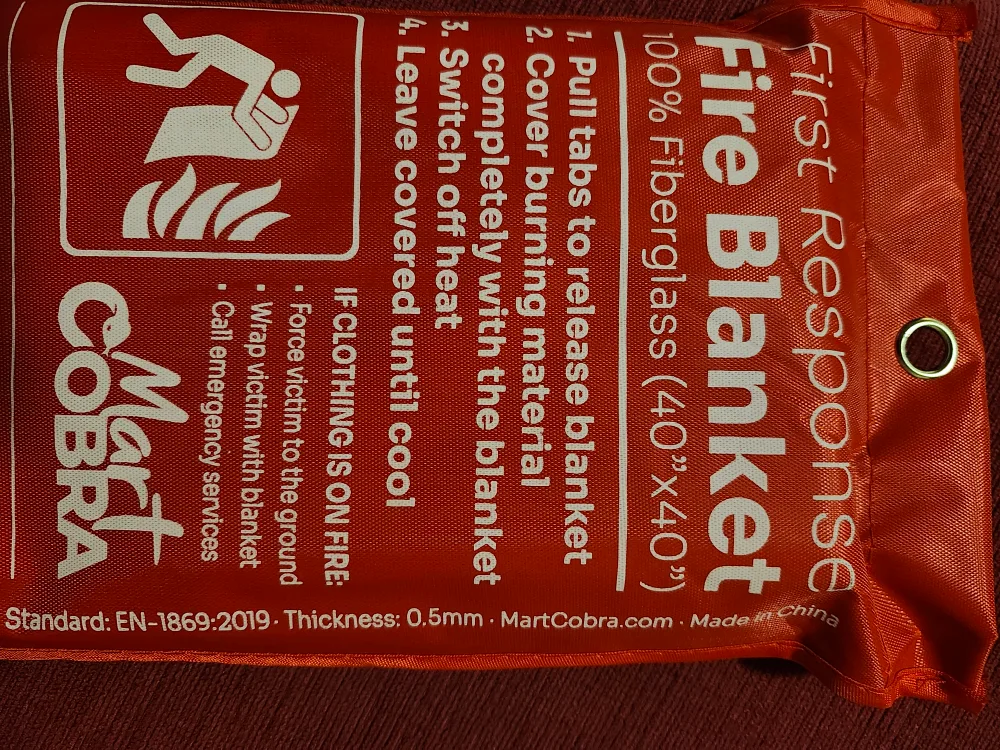 First Response
Fire Blanket
100% Fiberglass (40”x40”)
1. Pull tabs to release blanket
2. Cover burning material
completely with the blanket
3. Switch off heat
4. Leave covered until cool
IF CLOTHING IS ON FIRE:
• Force victim to the ground
• Wrap victim with blanket
• Call emergency services
Mart
COBRA
Standard: EN-1869:2019 · Thickness: 0.5mm · MartCobra.com · Made in China